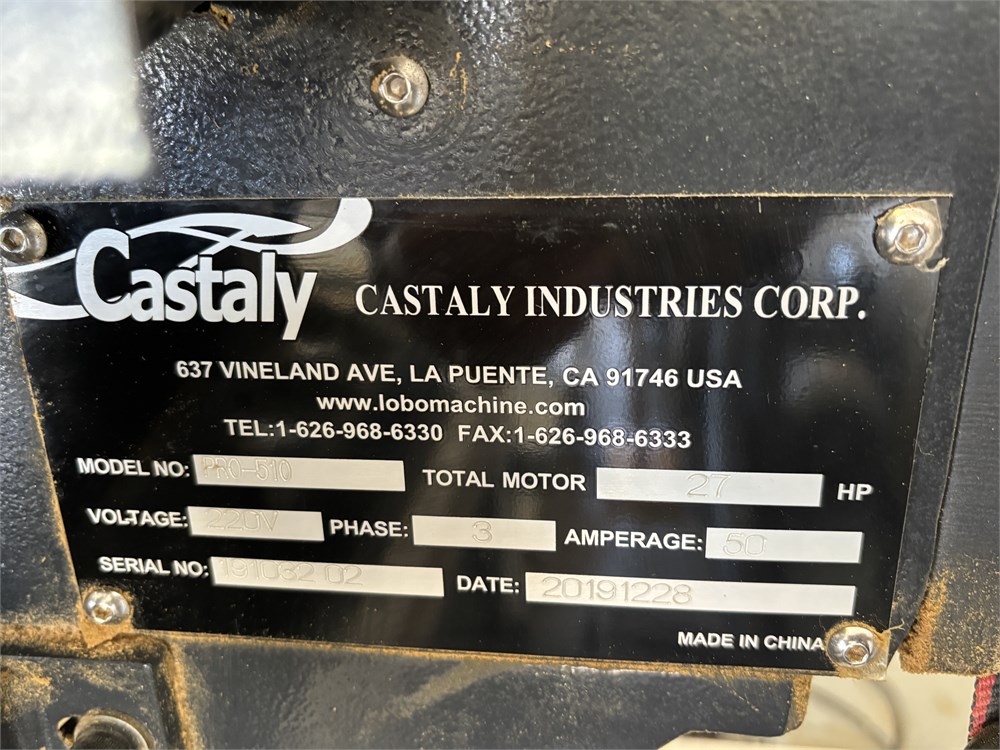 Castaly CASTALY INDUSTRIES CORP.
637 VINELAND AVE, LA PUENTE, CA 91746 USA
www.lobomachine.com
TEL:1-626-968-6330 FAX:1-626-968-6333
MODEL NO: PRO-510 TOTAL MOTOR 27 HP
VOLTAGE: 220V PHASE: 3 AMPERAGE: 50
SERIAL NO: 191032 02 DATE: 20191228
MADE IN CHINA